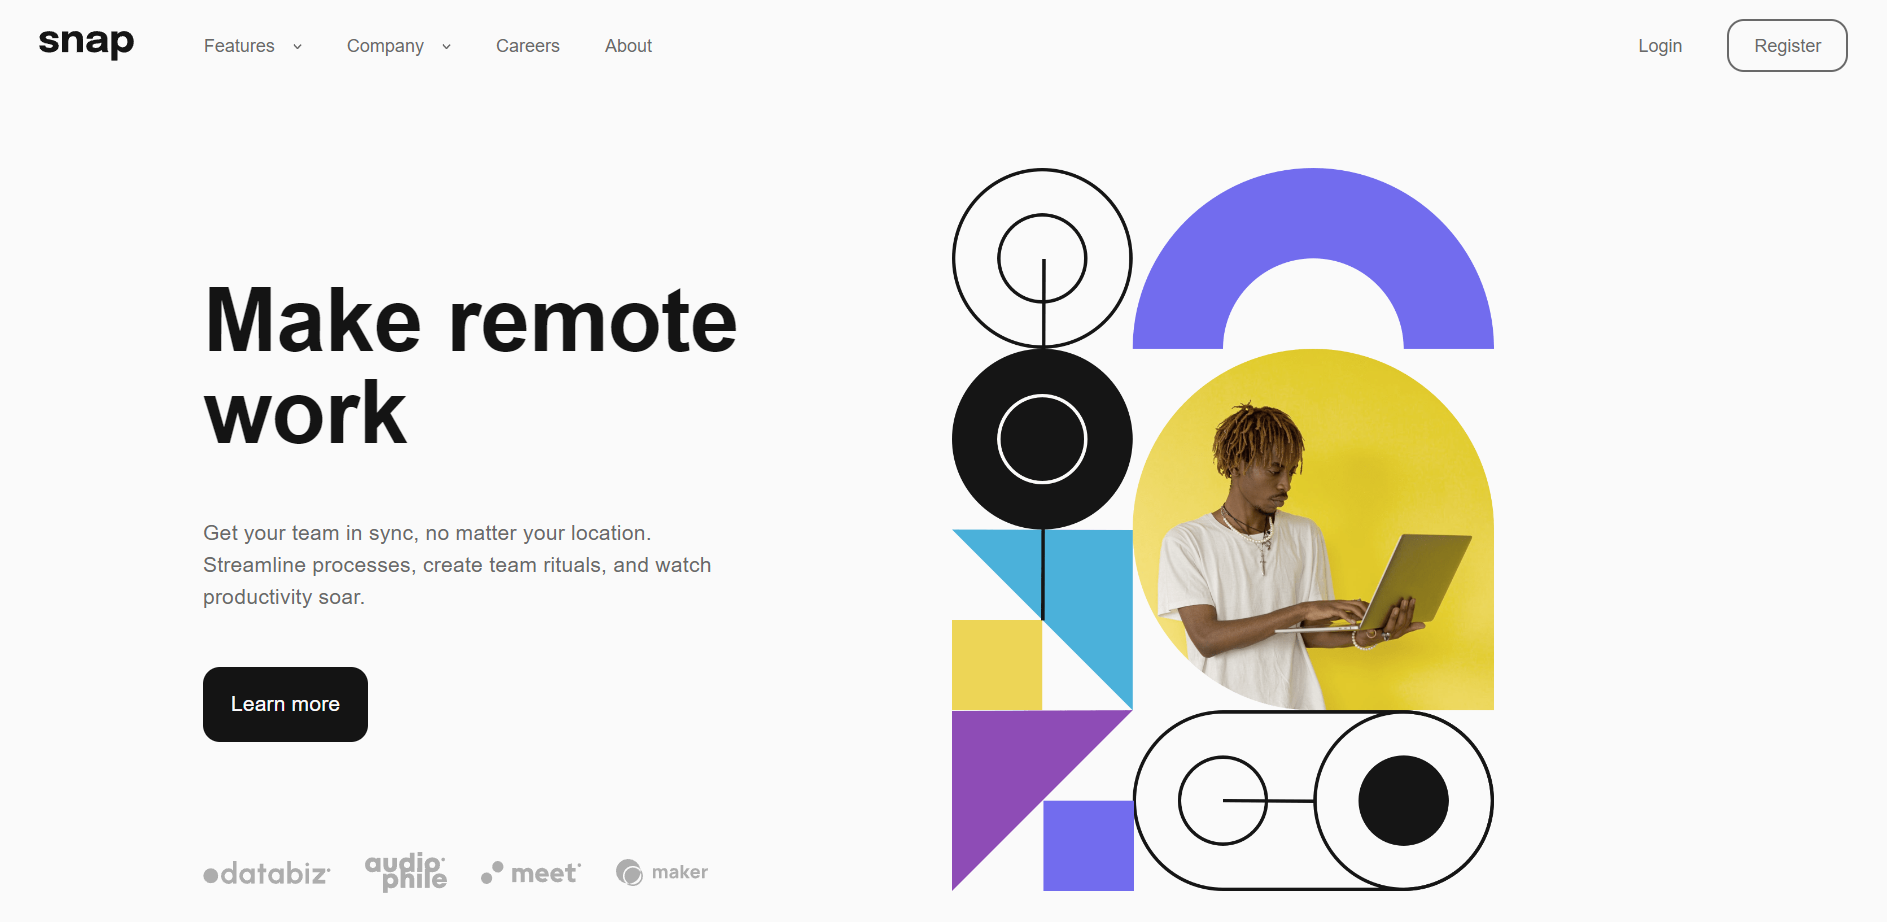 snap
Features
Company
Careers
About
Login
Register
Make remote
work
Get your team in sync, no matter your location.
Streamline processes, create team rituals, and watch
productivity soar.
Learn more
databiz
audio
phile
meet
maker